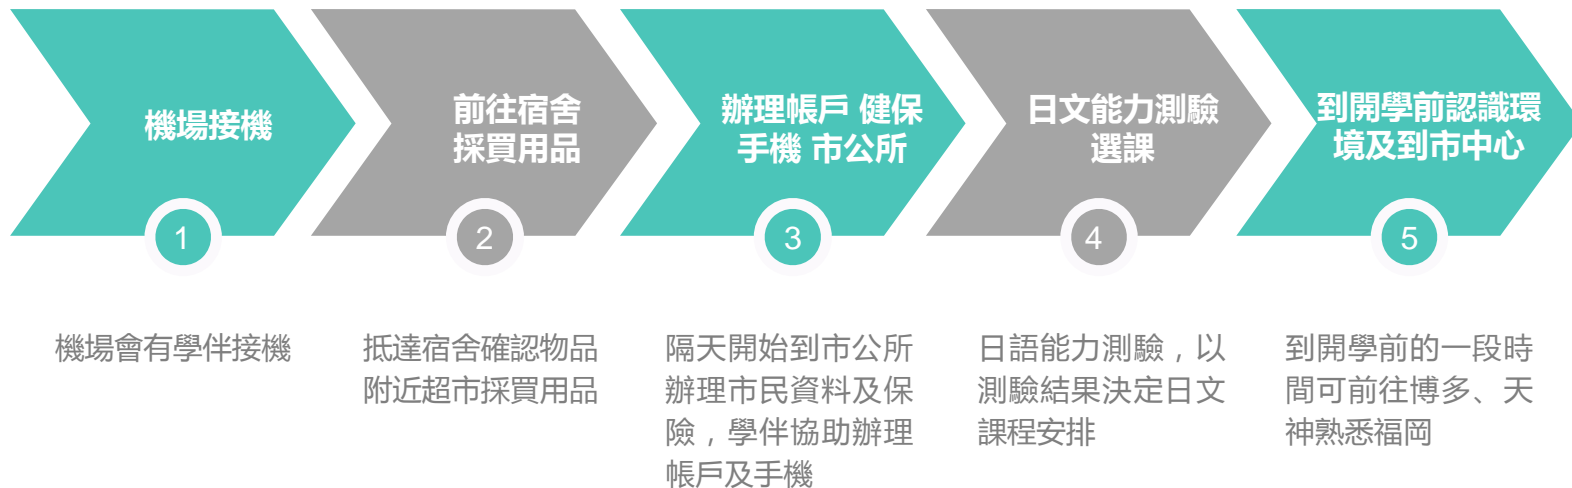 機場接機
1
機場會有學伴接機
前往宿舍
採買用品
2
抵達宿舍確認物品
附近超市採買用品
辦理帳戶 健保
手機 市公所
3
隔天開始到市公所
辦理市民資料及保
險，學伴協助辦理
帳戶及手機
日文能力測驗
選課
4
日語能力測驗，以
測驗結果決定日文
課程安排
到開學前認識環
境及到市中心
5
到開學前的一段時
間可前往博多、天
神熟悉福岡